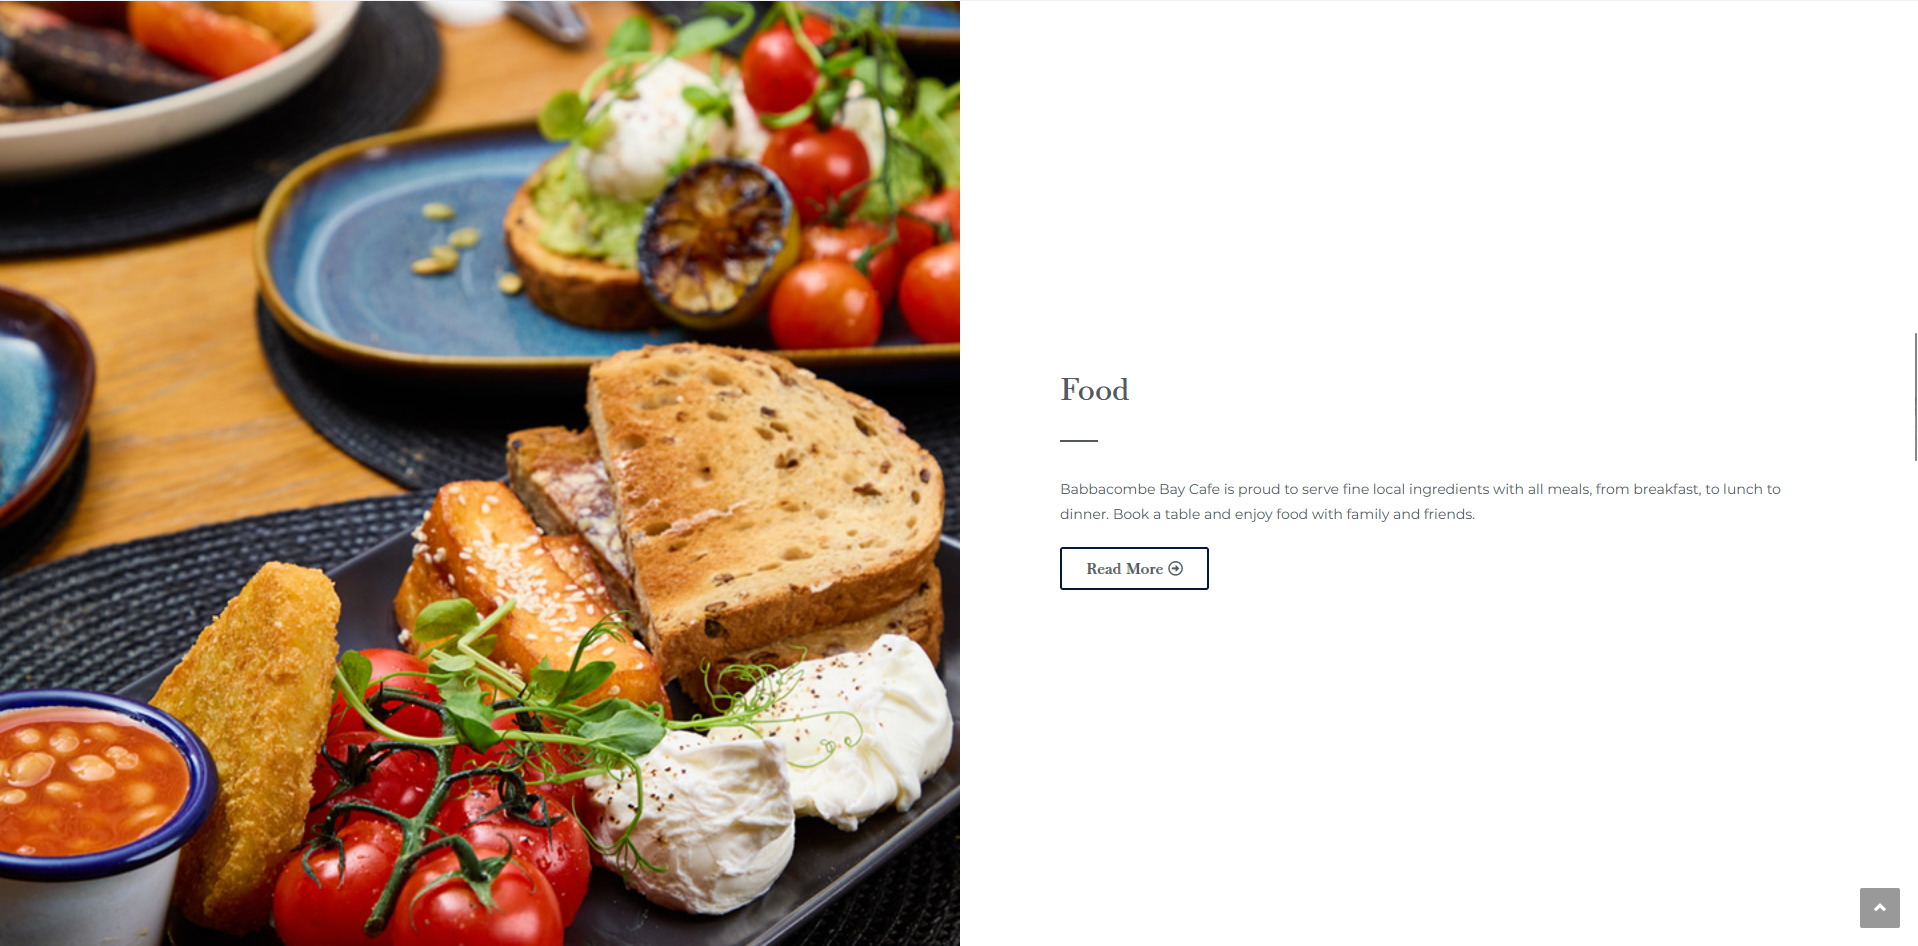 Food
Babbacombe Bay Cafe is proud to serve fine local ingredients with all meals, from breakfast, to lunch to
dinner. Book a table and enjoy food with family and friends.
Read More